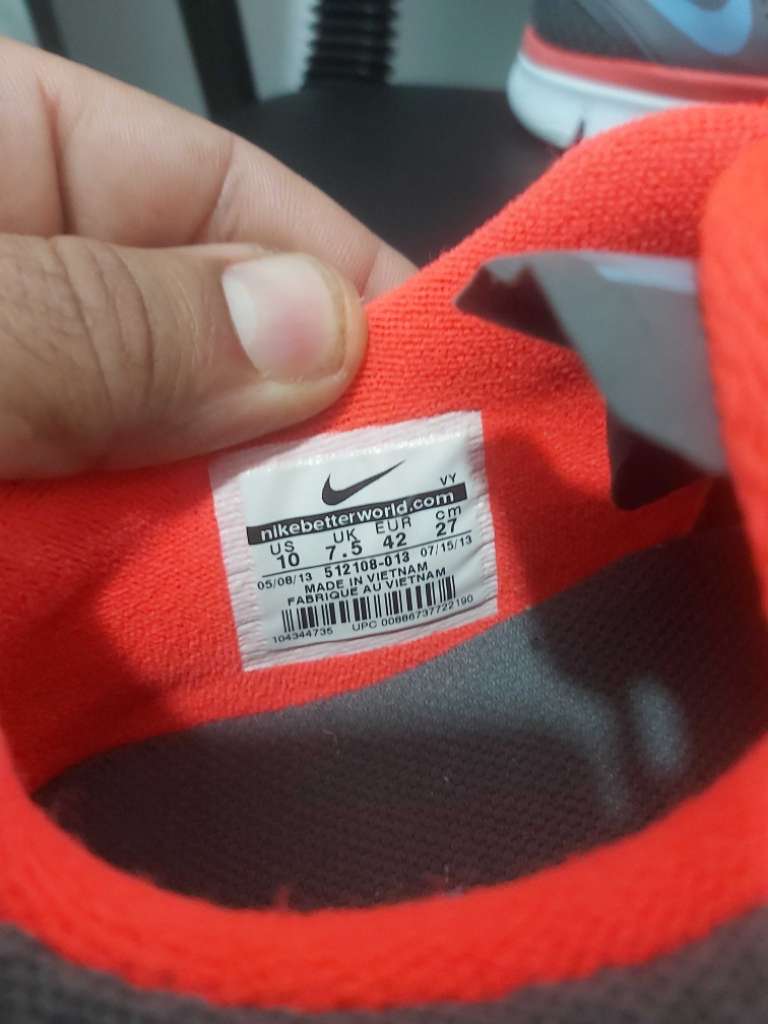 VY
nikebetterworld.com
US UK EUR cm
10 7.5 42 27
05/08/13 512108-013 07/15/13
MADE IN VIETNAM
FABRIQUE AU VIETNAM
104344735 UPC 00886737722190